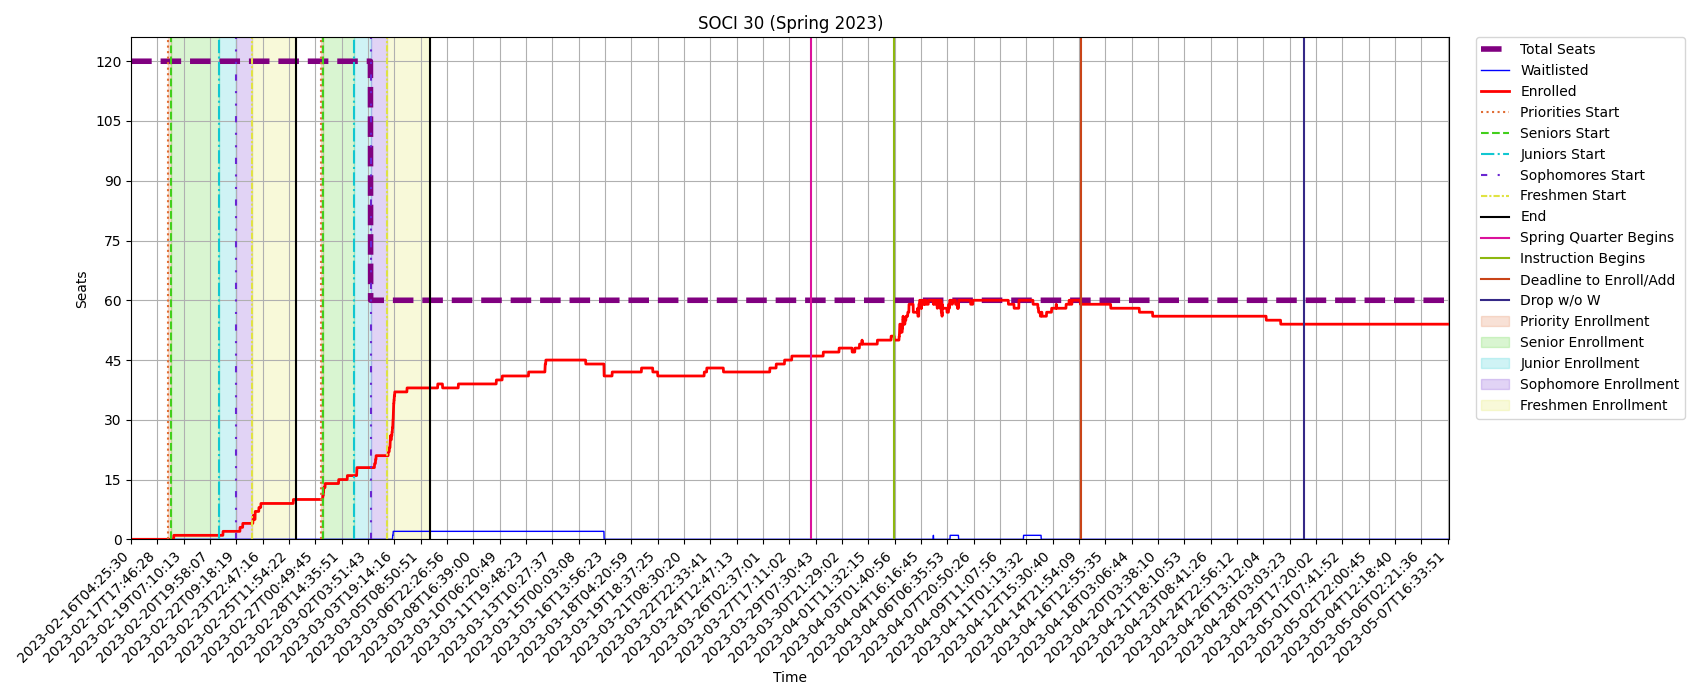 SOCI 30 (Spring 2023)
Seats
120
105
90
75
60
45
30
15
0
2023-02-16T04:25:30
2023-02-17T17:46:28
2023-02-19T07:10:13
2023-02-20T19:58:07
2023-02-22T09:18:19
2023-02-23T22:47:16
2023-02-25T11:54:22
2023-02-27T00:49:45
2023-02-28T14:35:51
2023-03-02T03:51:43
2023-03-03T19:14:16
2023-03-05T08:50:51
2023-03-06T22:26:56
2023-03-08T16:39:00
2023-03-10T06:20:49
2023-03-11T19:48:23
2023-03-13T10:27:37
2023-03-15T00:03:08
2023-03-16T13:56:23
2023-03-18T04:20:59
2023-03-19T18:37:25
2023-03-21T08:30:20
2023-03-22T22:33:41
2023-03-24T12:47:13
2023-03-26T02:37:01
2023-03-27T17:11:02
2023-03-29T07:30:43
2023-03-30T21:29:02
2023-04-01T11:32:15
2023-04-03T01:40:56
2023-04-04T16:16:45
2023-04-06T06:35:53
2023-04-07T20:50:26
2023-04-09T11:07:56
2023-04-11T01:13:32
2023-04-12T15:30:40
2023-04-14T21:54:09
2023-04-16T12:55:35
2023-04-18T03:06:44
2023-04-20T03:38:10
2023-04-21T18:10:53
2023-04-23T08:41:26
2023-04-24T22:56:12
2023-04-26T13:12:04
2023-04-28T03:03:23
2023-04-29T17:20:02
2023-05-01T07:41:52
2023-05-02T22:00:45
2023-05-04T12:18:40
2023-05-06T02:21:36
2023-05-07T16:33:51
Time
Total Seats
Waitlisted
Enrolled
Priorities Start
Seniors Start
Juniors Start
Sophomores Start
Freshmen Start
End
Spring Quarter Begins
Instruction Begins
Deadline to Enroll/Add
Drop w/o W
Priority Enrollment
Senior Enrollment
Junior Enrollment
Sophomore Enrollment
Freshmen Enrollment